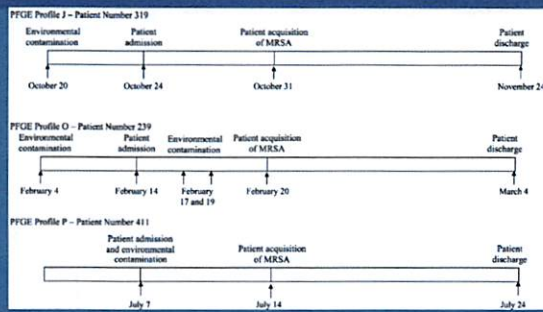 PFGE Profile J – Patient Number 319
Environmental contamination
Patient admission
Patient acquisition of MRSA
Patient discharge
October 20
October 24
October 31
November 24
PFGE Profile O – Patient Number 239
Environmental contamination
Patient admission
Environmental contamination
Patient acquisition of MRSA
Patient discharge
February 4
February 14
February 17 and 19
February 20
March 4
PFGE Profile P – Patient Number 411
Patient admission and environmental contamination
Patient acquisition of MRSA
Patient discharge
July 7
July 14
July 24